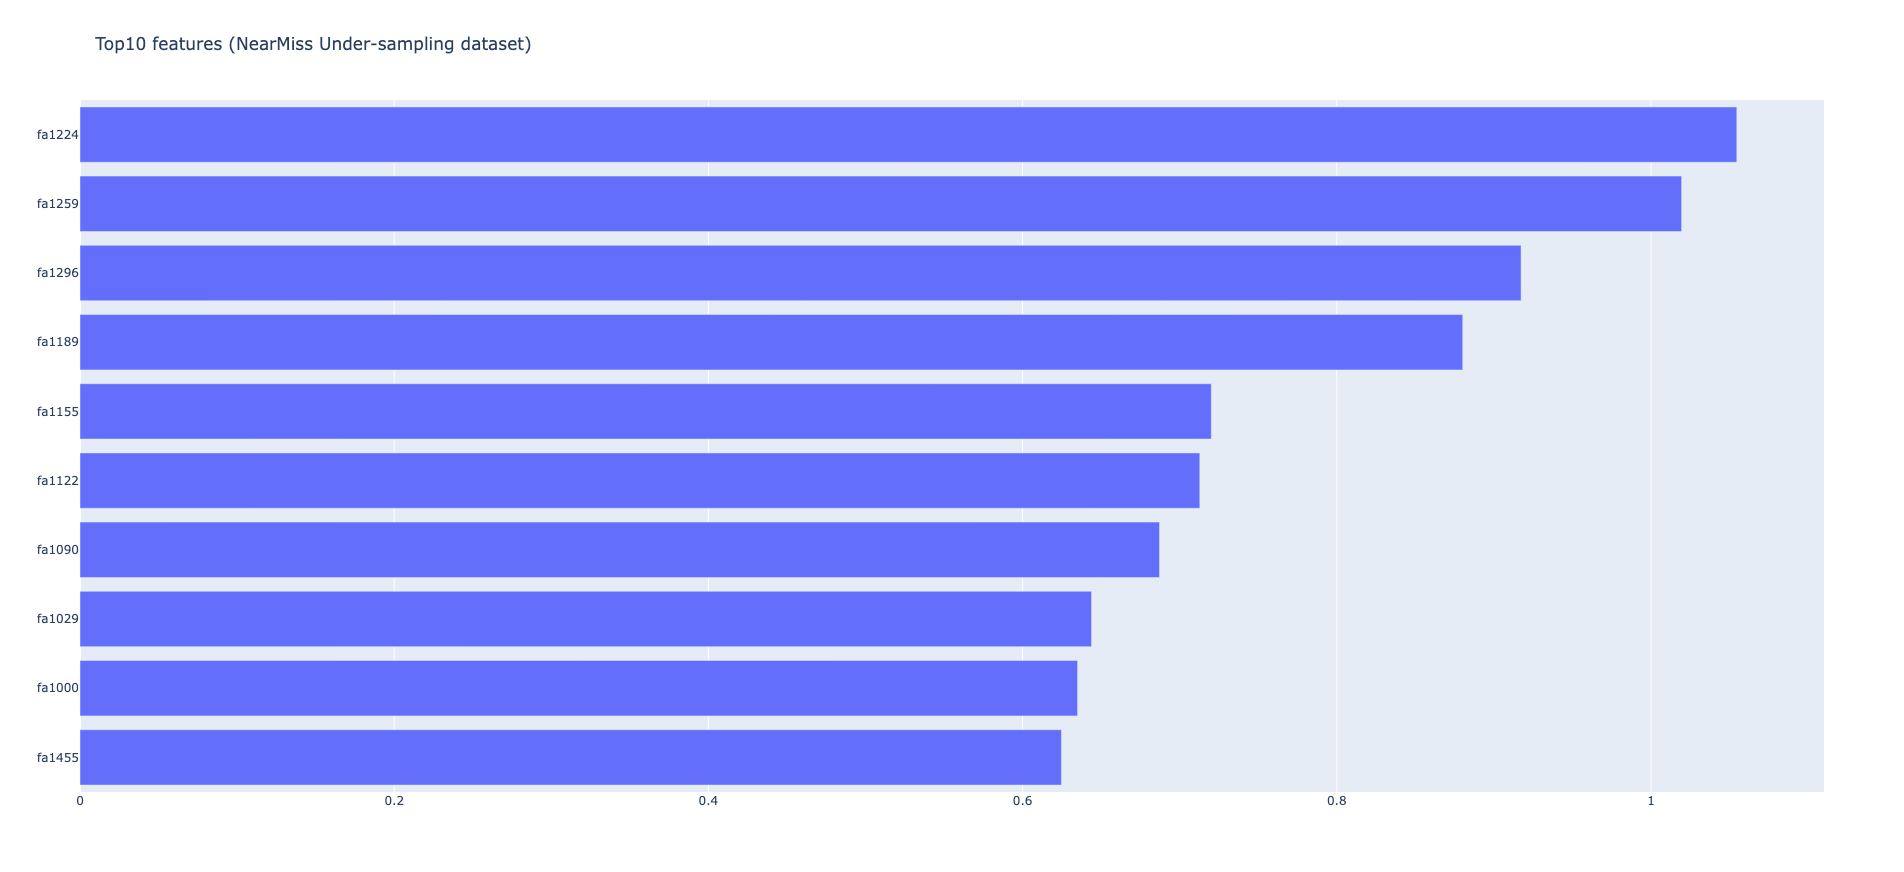 Top10 features (NearMiss Under-sampling dataset)
fa1224
fa1259
fa1296
fa1189
fa1155
fa1122
fa1090
fa1029
fa1000
fa1455
0 0.2 0.4 0.6 0.8 1